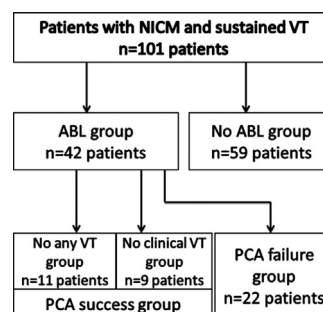 Patients with NICM and sustained VT
n=101 patients
ABL group
n=42 patients
No ABL group
n=59 patients
No any VT
group
n=11 patients
No clinical VT
group
n=9 patients
PCA success group
PCA failure
group
n=22 patients